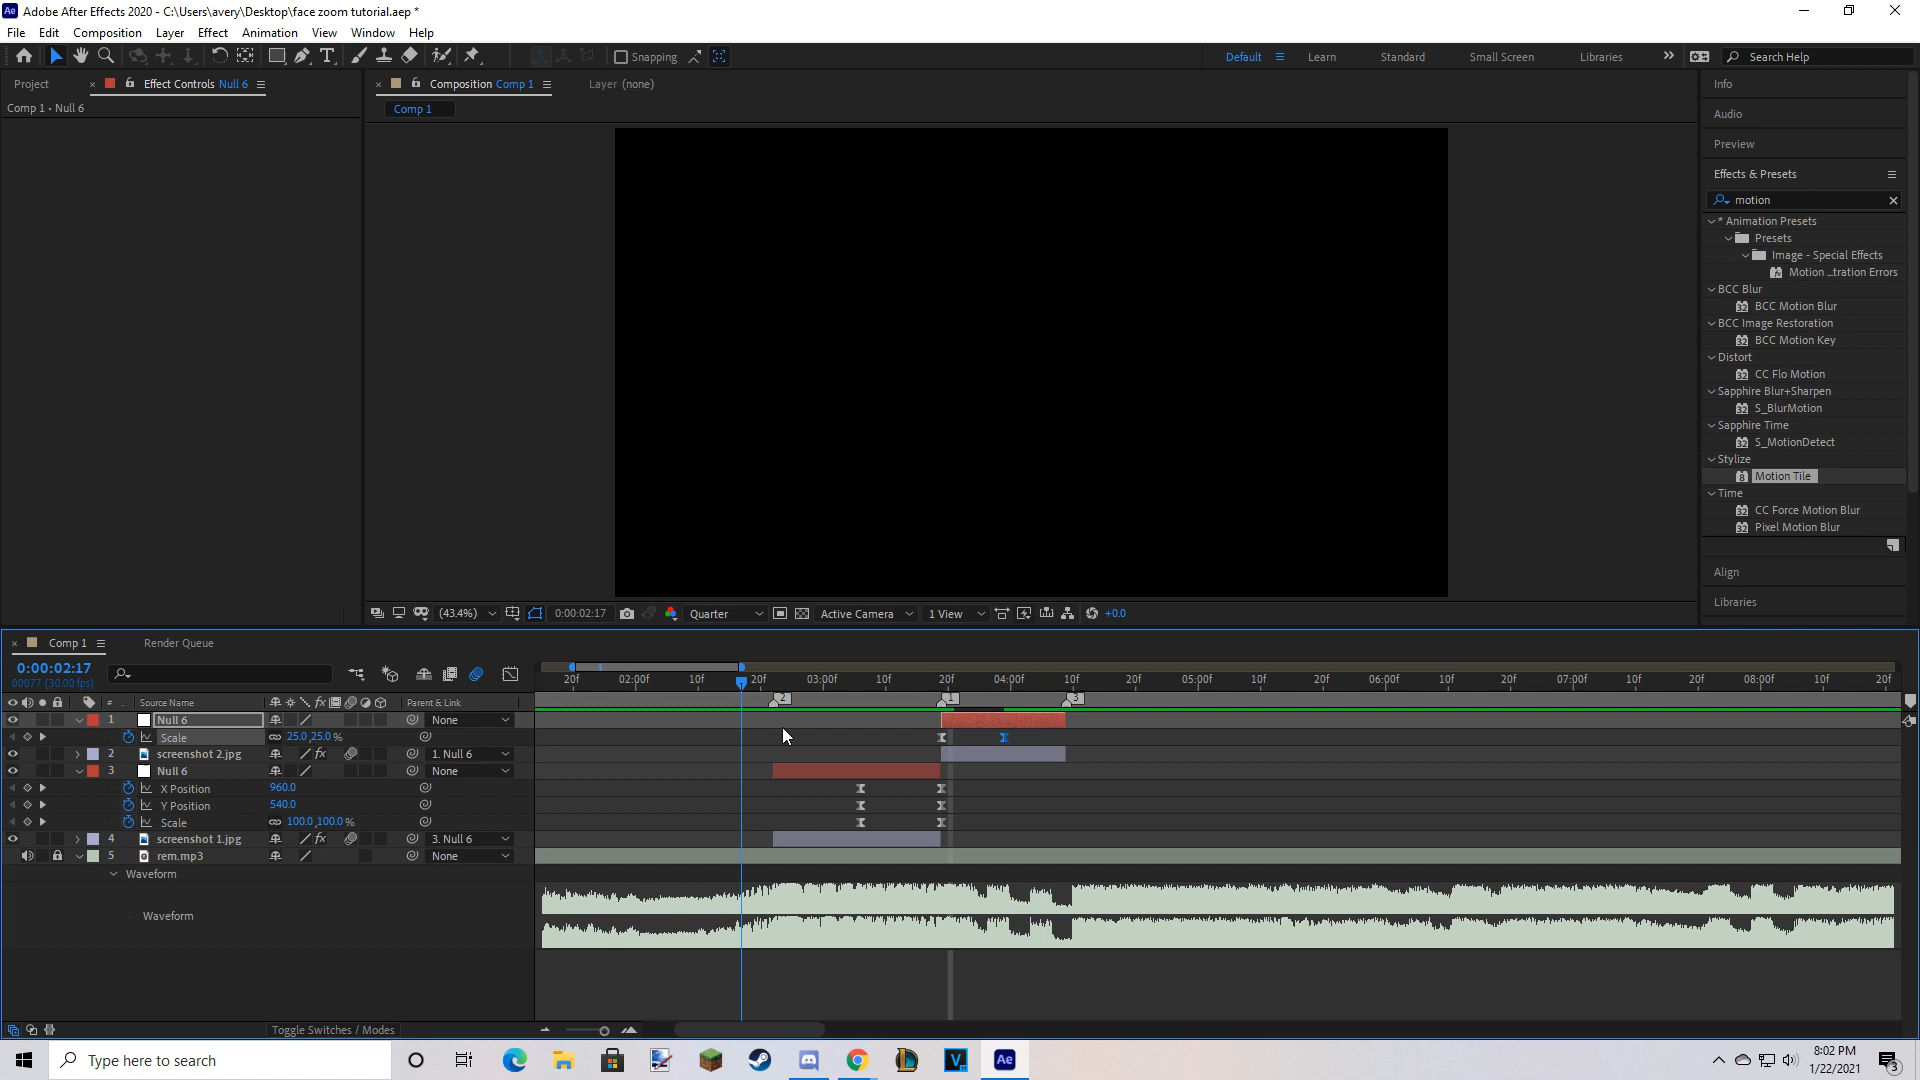 Adobe After Effects 2020 - C:\Users\avery\Desktop\face zoom tutorial.aep *
File Edit Composition Layer Effect Animation View Window Help
Snapping Default Learn Standard Small Screen Libraries Search Help
Project Effect Controls Null 6 Composition Comp 1 Layer (none) Info
Comp 1 • Null 6 Comp 1
Audio
Preview
Effects & Presets
motion
* Animation Presets
Presets
Image - Special Effects
Motion ...tration Errors
BCC Blur
BCC Motion Blur
BCC Image Restoration
BCC Motion Key
Distort
CC Flo Motion
Sapphire Blur+Sharpen
S_BlurMotion
Sapphire Time
S_MotionDetect
Stylize
Motion Tile
Time
CC Force Motion Blur
Pixel Motion Blur
Align
Libraries
(43.4%) 0:00:02:17 Quarter Active Camera 1 View +0.0
Comp 1 Render Queue
0:00:02:17
00077 (30.00 fps)
20f 02:00f 10f 20f 03:00f 10f 20f 04:00f 10f 20f 05:00f 10f 20f 06:00f 10f 20f 07:00f 10f 20f 08:00f 10f 20f
# Source Name fx Parent & Link 2 1 3
1 Null 6 None
Scale 25.0,25.0 %
2 screenshot 2.jpg fx 1. Null 6
3 Null 6 None
X Position 960.0
Y Position 540.0
Scale 100.0,100.0 %
4 screenshot 1.jpg fx 3. Null 6
5 rem.mp3 None
Waveform
Waveform
Toggle Switches / Modes
Type here to search Ae 8:02 PM
1/22/2021 3